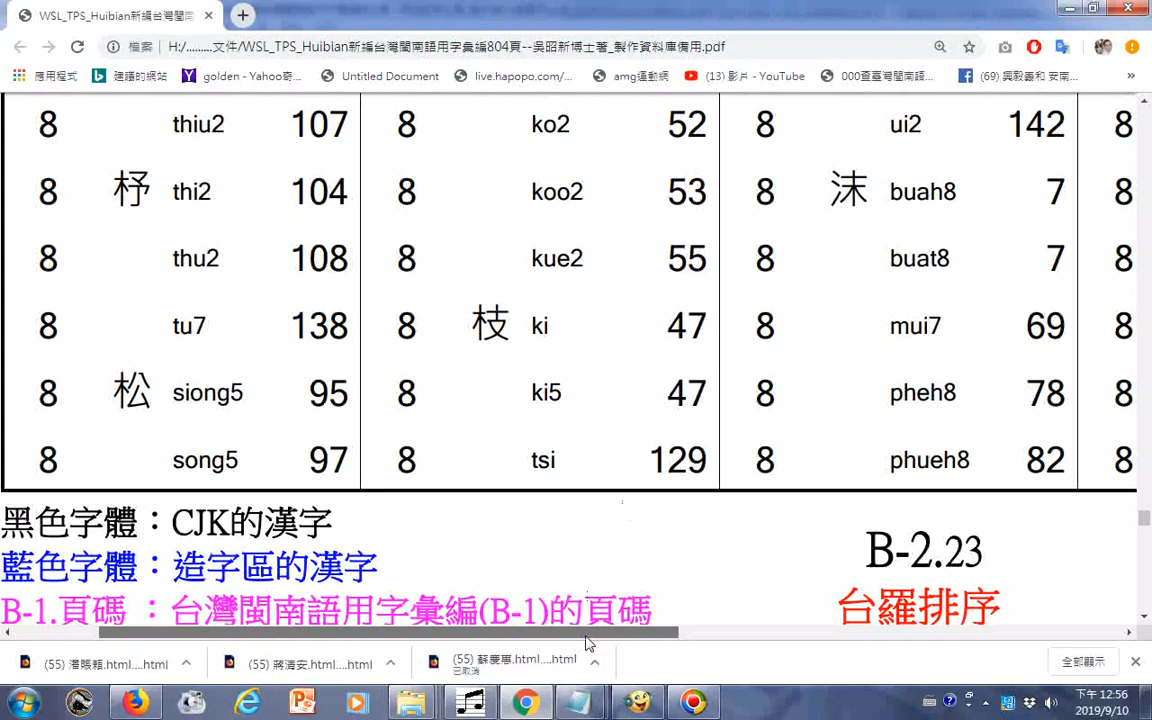 WSL_TPS_Huibian新編台灣閩南
檔案 | H:/........文件/WSL_TPS_Huibian新編台灣閩南語用字彙編804頁--吳昭新博士著_製作資料庫備用.pdf
應用程式 建議的網站 golden - Yahoo奇... Untitled Document live.hapopo.com/... amg運動網 (13) 影片 - YouTube 000查臺灣閩南語... (69) 興毅義和 安南... »
8 thiu2 107 8 ko2 52 8 ui2 142 8
8 杼 thi2 104 8 koo2 53 8 沫 buah8 7 8
8 thu2 108 8 kue2 55 8 buat8 7 8
8 tu7 138 8 枝 ki 47 8 mui7 69 8
8 松 siong5 95 8 ki5 47 8 pheh8 78 8
8 song5 97 8 tsi 129 8 phueh8 82 8
黑色字體：CJK的漢字
藍色字體：造字區的漢字
B-1.頁碼 ：台灣閩南語用字彙編(B-1)的頁碼
B-2.23
台羅排序
(55) 潘賬賴.html....html
(55) 蔣海安.html....html
(55) 蘇慶專.html....html
已取消
全部顯示
下午 12:56
2019/9/10